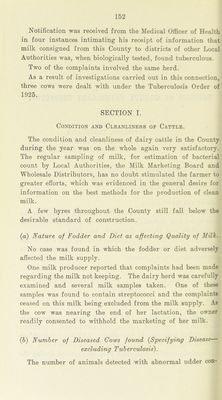 152
Notification was received from the Medical Officer of Health
in four instances intimating his receipt of information that
milk consigned from this County to districts of other Local
Authorities was, when biologically tested, found tuberculous.
Two of the complaints involved the same herd.
As a result of investigations carried out in this connection,
three cows were dealt with under the Tuberculosis Order of
1925.
SECTION I.
Condition and Cleanliness of Cattle.
The condition and cleanliness of dairy cattle in the County
during the year was on the whole again very satisfactory.
The regular sampling of milk, for estimation of bacterial
count by Local Authorities, the Milk Marketing Board and
Wholesale Distributors, has no doubt stimulated the farmer to
greater efforts, which was evidenced in the general desire for
information on the best methods for the production of clean
milk.
A few byres throughout the County still fall below the
desirable standard of construction.
(a) Nature of Fodder and Diet as affecting Quality of Milk.
No case was found in which the fodder or diet adversely
affected the milk supply.
One milk producer reported that complaints had been made
regarding the milk not keeping. The dairy herd was carefully
examined and several milk samples taken. One of these
samples was found to contain streptococci and the complaints
ceased on this milk being excluded from the milk supply. As
the cow was nearing the end of her lactation, the owner
readily consented to withhold the marketing of her milk.
(b) Number of Diseased Cows found (Specifying Disease—
excluding Tuberculosis).
The number of animals detected with abnormal udder con-